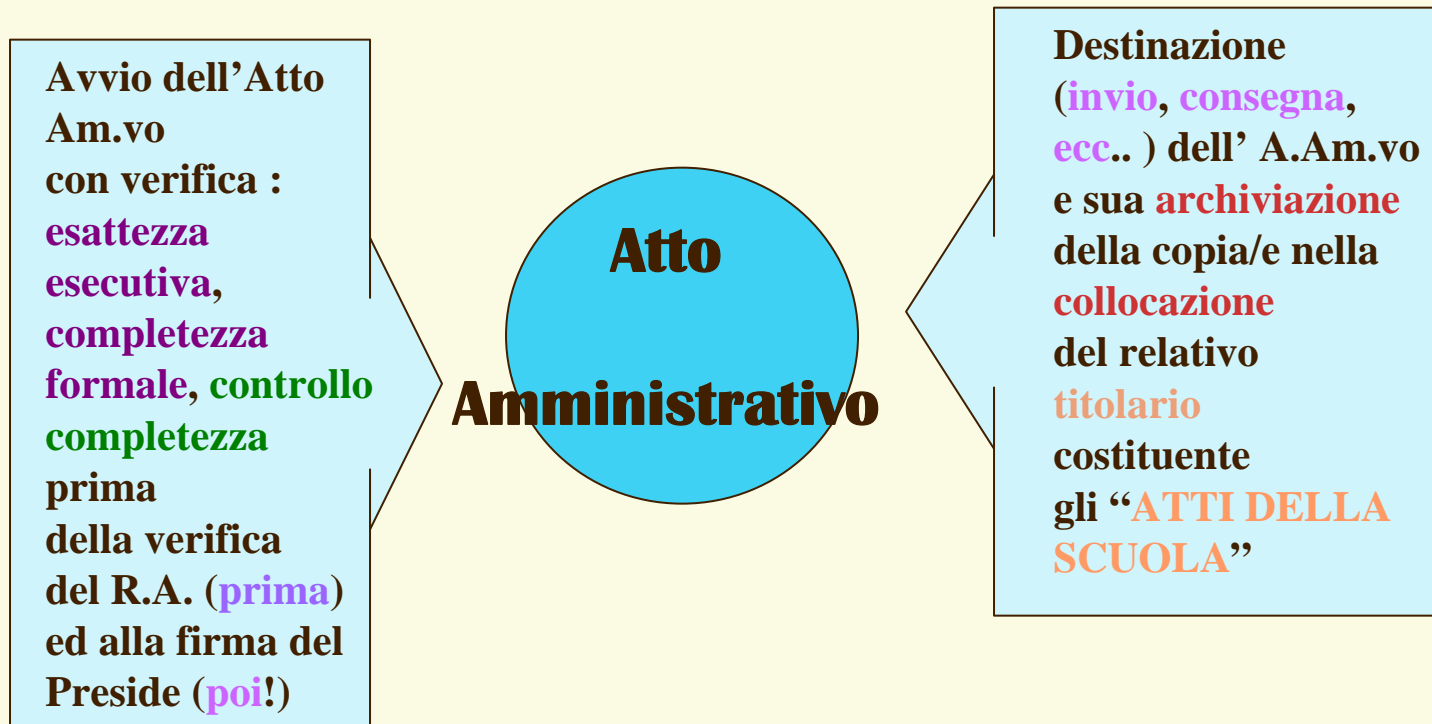 Avvio dell’Atto
Am.vo
con verifica :
esattezza
esecutiva,
completezza
formale, controllo
completezza
prima
della verifica
del R.A. (prima)
ed alla firma del
Preside (poi!)
Atto
Amministrativo
Destinazione
(invio, consegna,
ecc.. ) dell’ A.Am.vo
e sua archiviazione
della copia/e nella
collocazione
del relativo
titolario
costituente
gli “ATTI DELLA
SCUOLA”